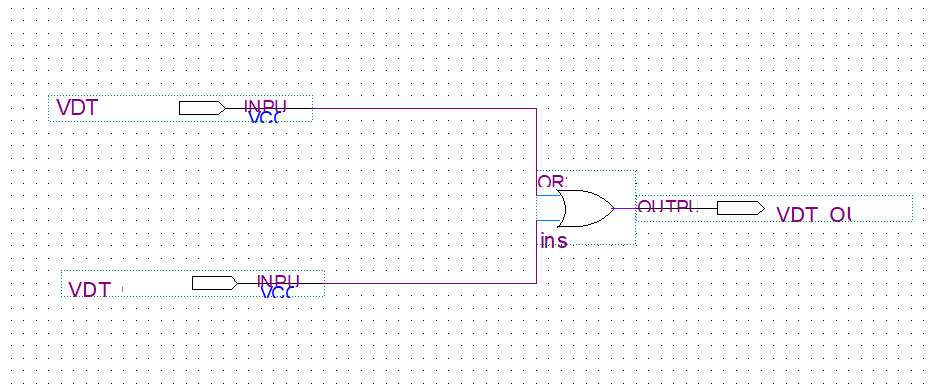 VDT
INPU
VCC
OR
OUTPU
VDT_OU
ins
VDT
INPU
VCC